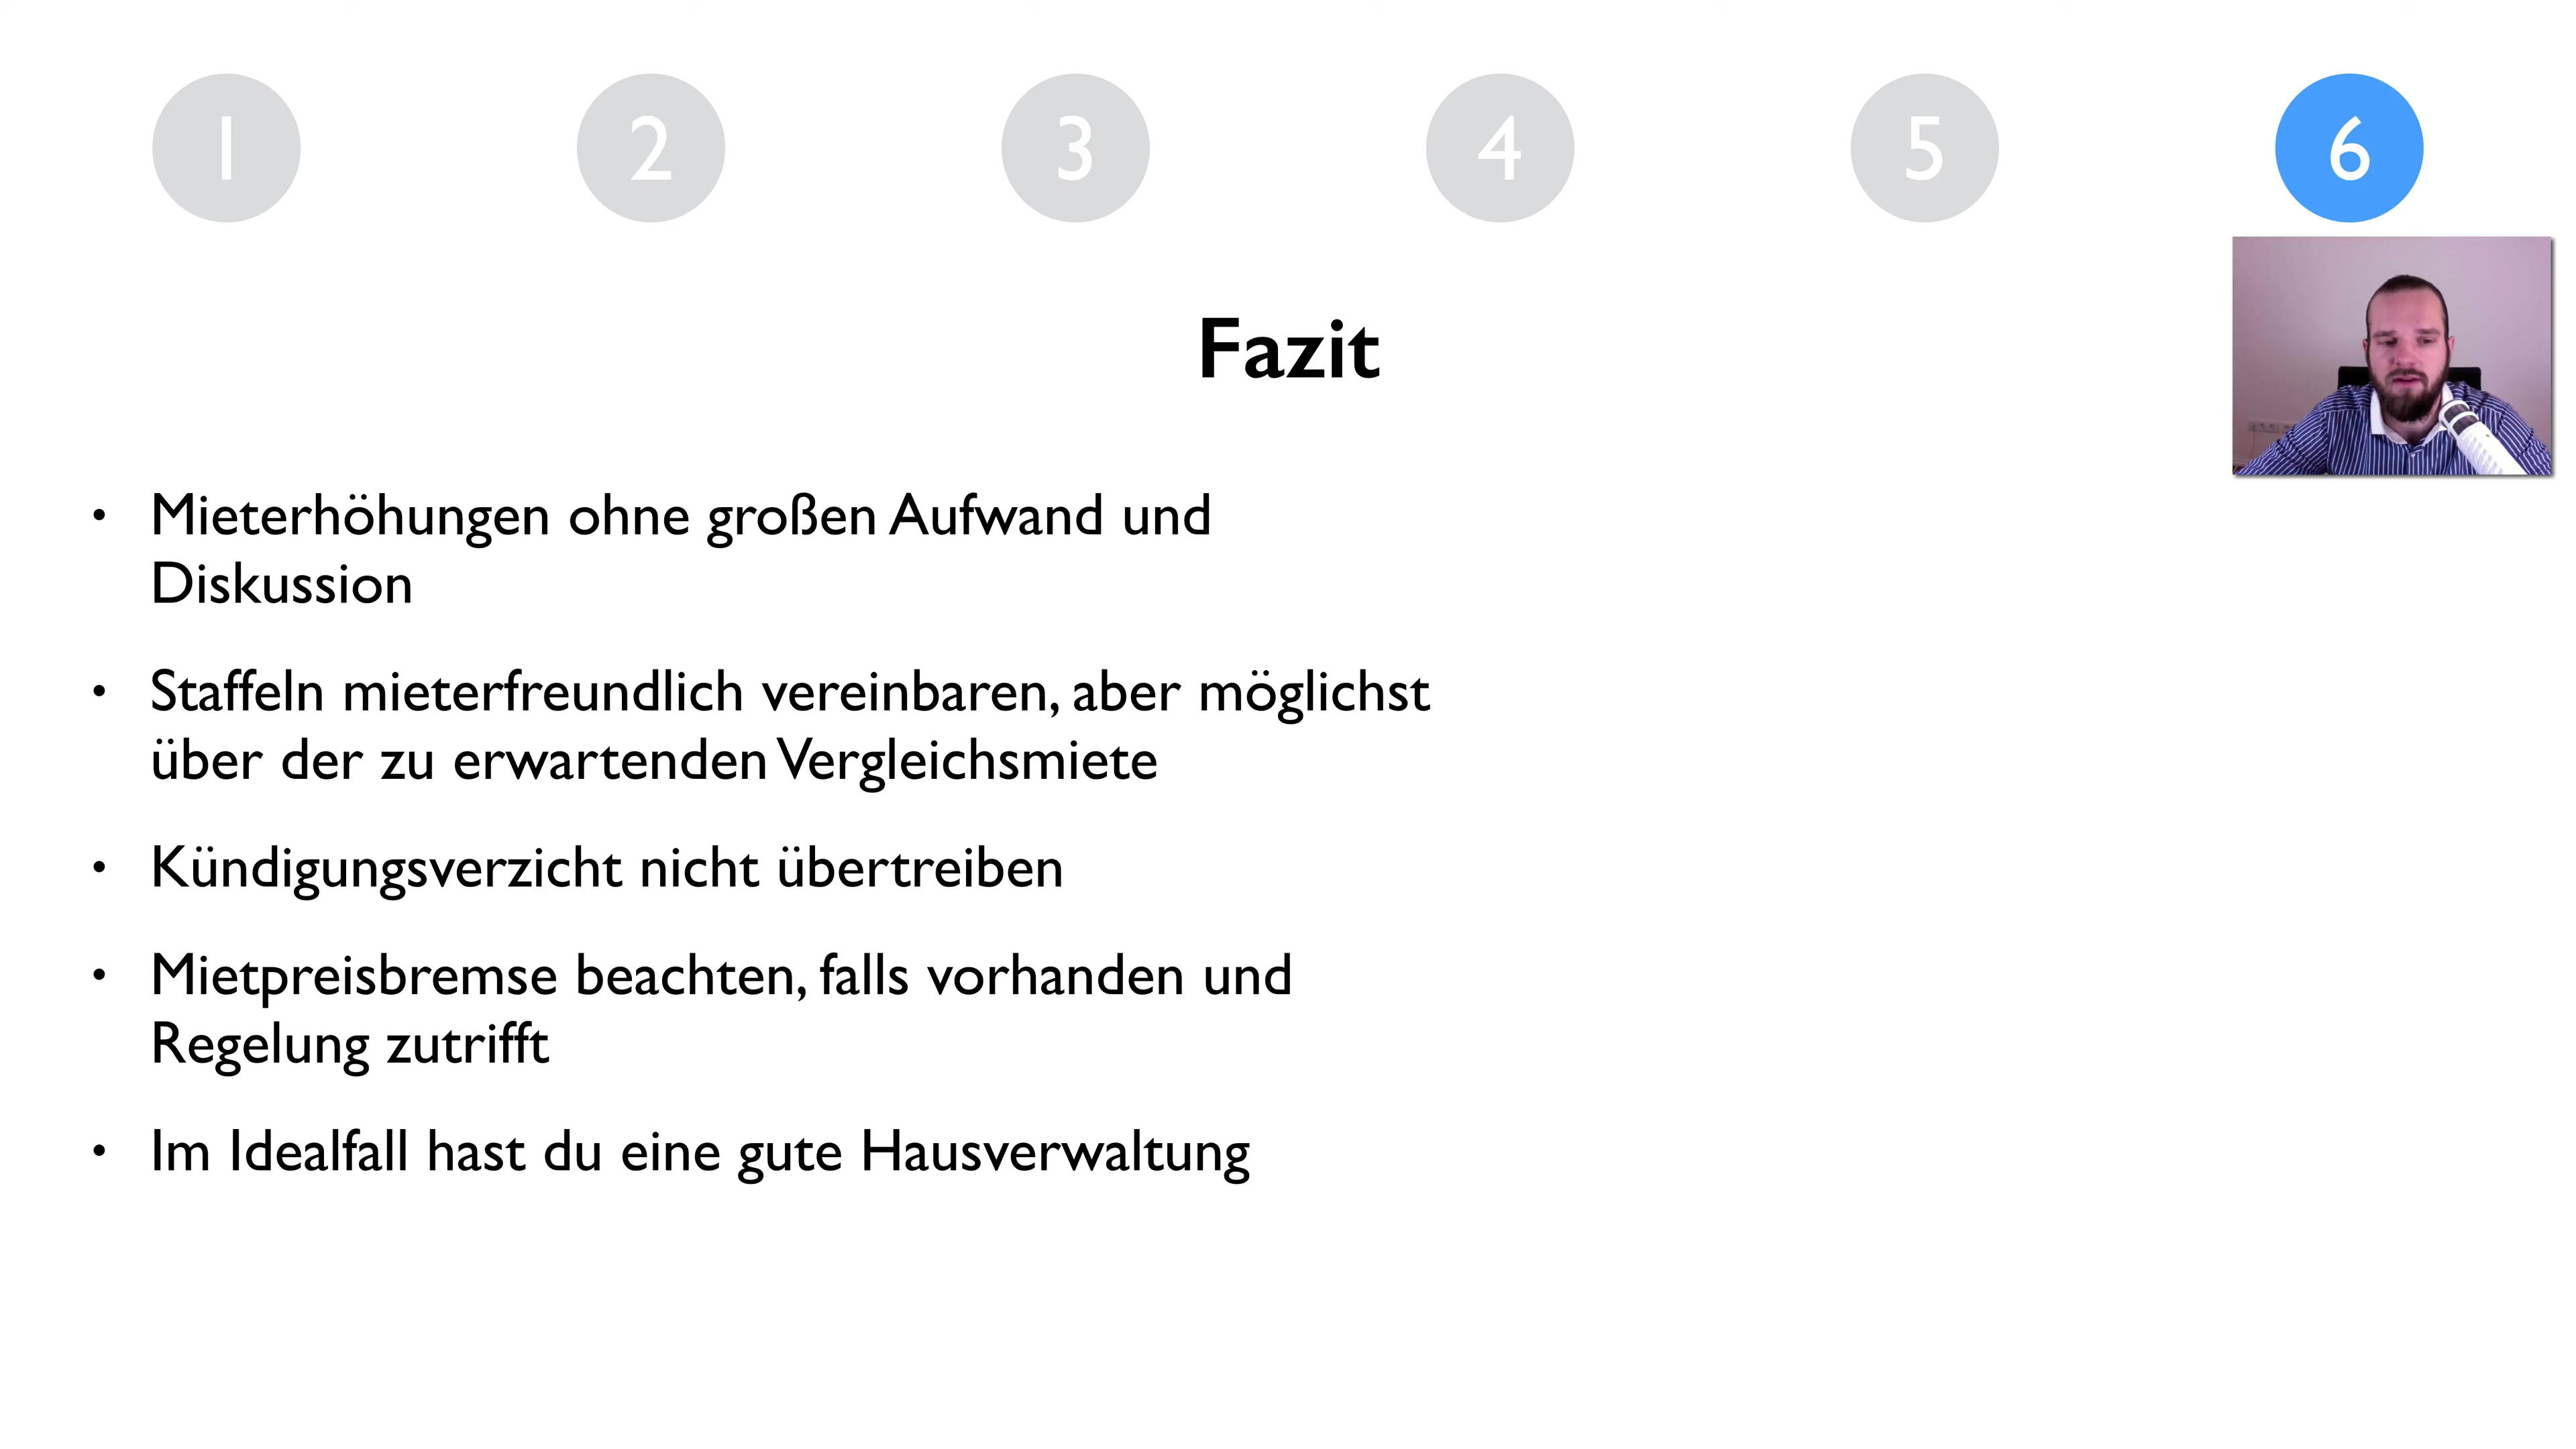 1 2 3 4 5 6
Fazit
• Mieterhöhungen ohne großen Aufwand und
Diskussion
• Staffeln mieterfreundlich vereinbaren, aber möglichst
über der zu erwartenden Vergleichsmiete
• Kündigungsverzicht nicht übertreiben
• Mietpreisbremse beachten, falls vorhanden und
Regelung zutrifft
• Im Idealfall hast du eine gute Hausverwaltung